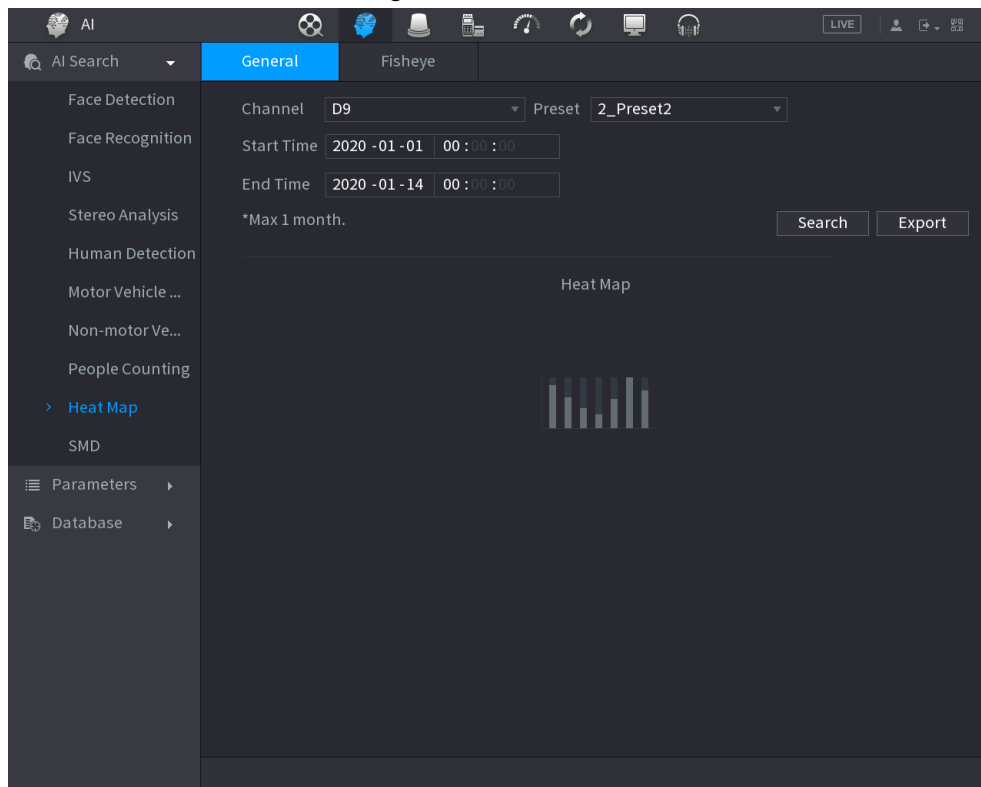 AI
LIVE
AI Search
General
Fisheye
Face Detection
Face Recognition
IVS
Stereo Analysis
Human Detection
Motor Vehicle ...
Non-motor Ve...
People Counting
Heat Map
SMD
Parameters
Database
Channel D9 Preset 2_Preset2
Start Time 2020 -01 -01 00 :00 :00
End Time 2020 -01 -14 00 :00 :00
*Max 1 month.
Search Export
Heat Map